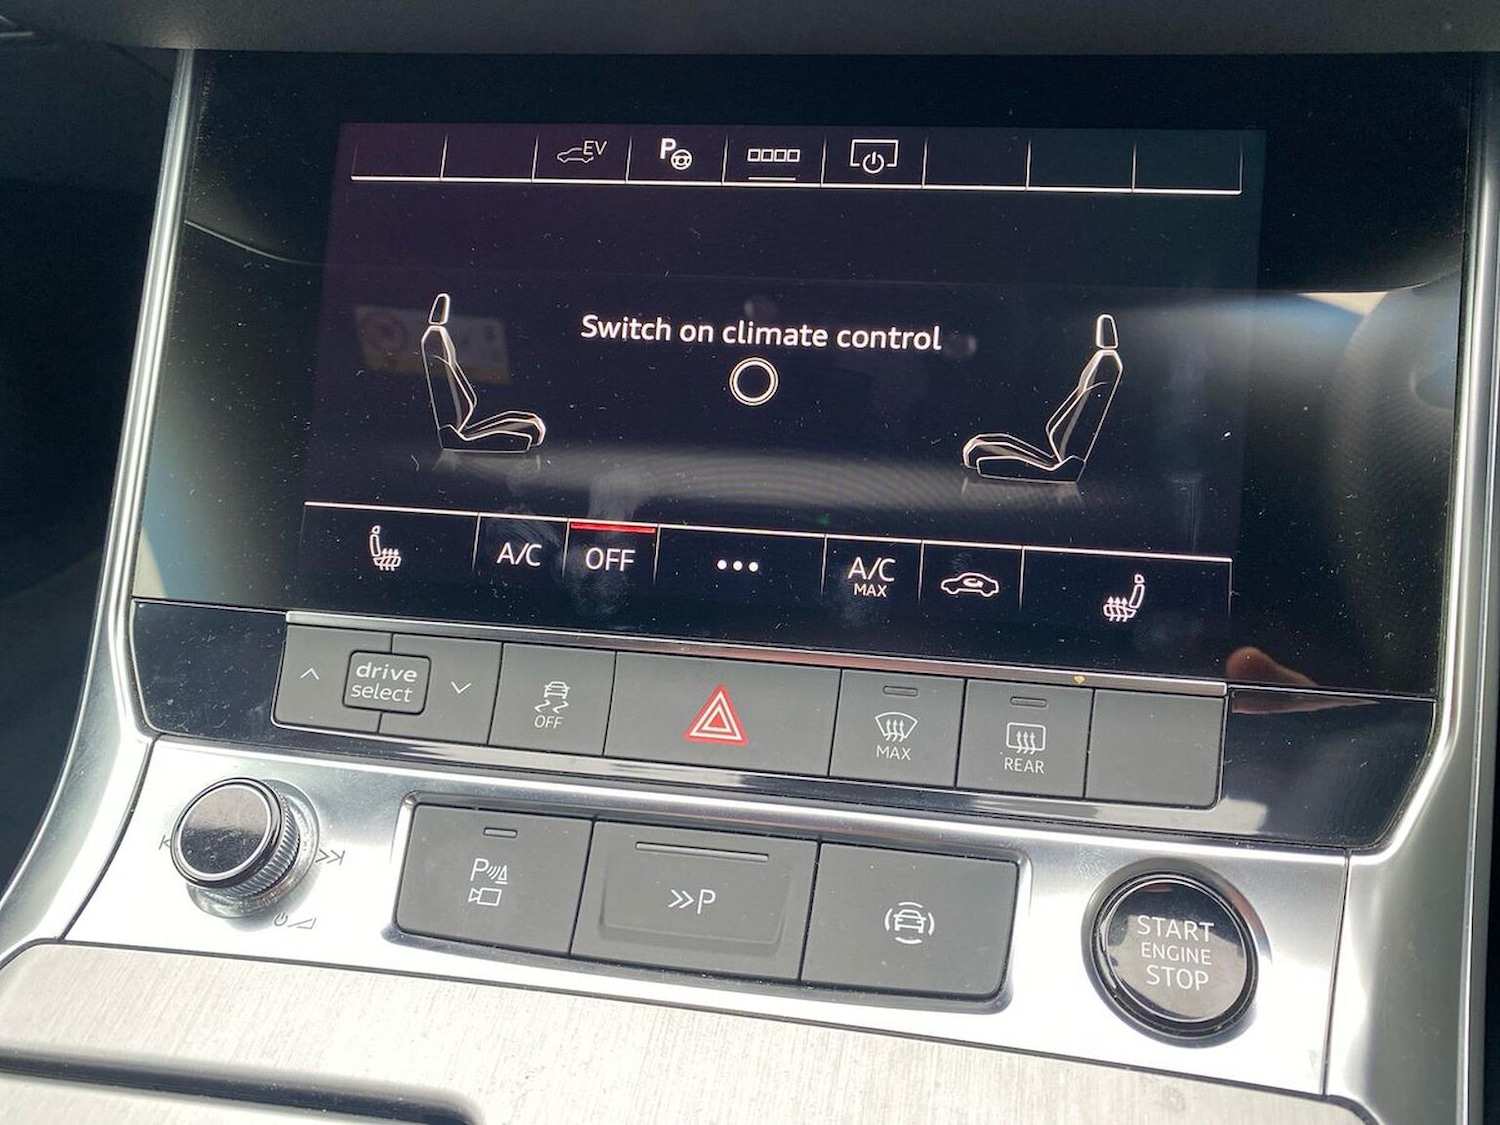 EV
P
Switch on climate control
A/C
OFF
A/C
MAX
drive
select
OFF
MAX
REAR
P
P
START
ENGINE
STOP